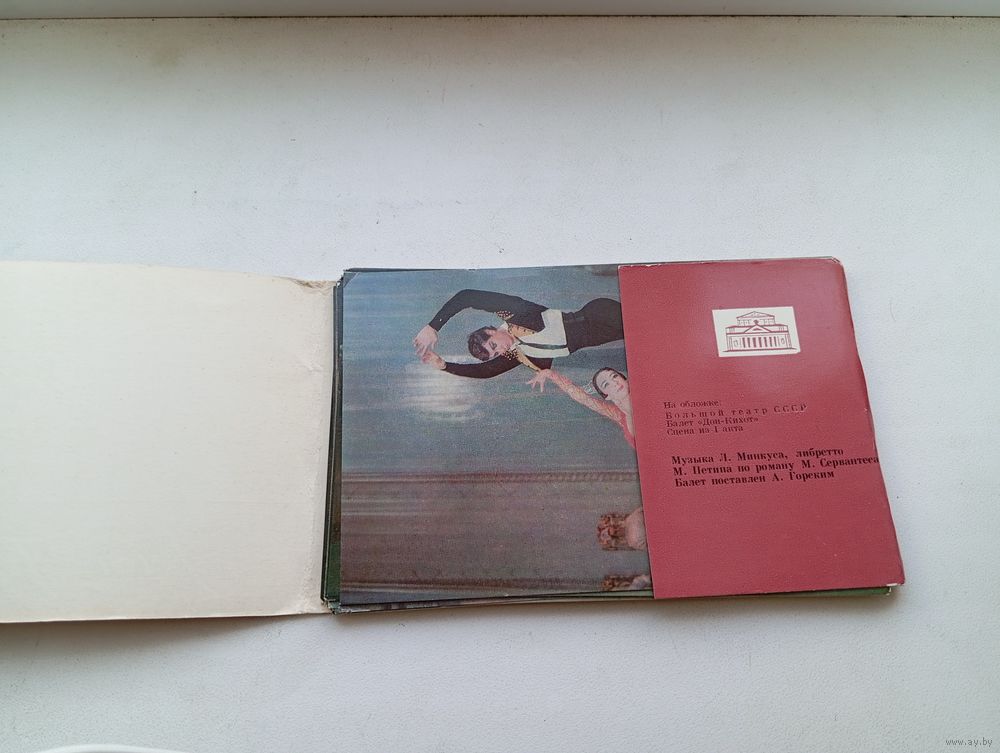 На обложке:
Большой театр СССР
Балет «Дон-Кихот»
Сцена из I акта
Музыка Л. Минкуса, либретто
М. Петипа по роману М. Сервантеса
Балет поставлен А. Горским
www.ay.by